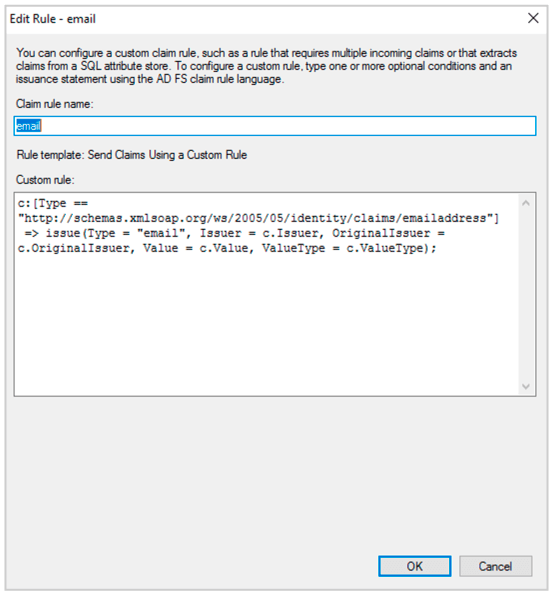 Edit Rule - email
You can configure a custom claim rule, such as a rule that requires multiple incoming claims or that extracts
claims from a SQL attribute store. To configure a custom rule, type one or more optional conditions and an
issuance statement using the AD FS claim rule language.
Claim rule name:
email
Rule template: Send Claims Using a Custom Rule
Custom rule:
c:[Type ==
"http://schemas.xmlsoap.org/ws/2005/05/identity/claims/emailaddress"]
=> issue(Type = "email", Issuer = c.Issuer, OriginalIssuer =
c.OriginalIssuer, Value = c.Value, ValueType = c.ValueType);
OK Cancel